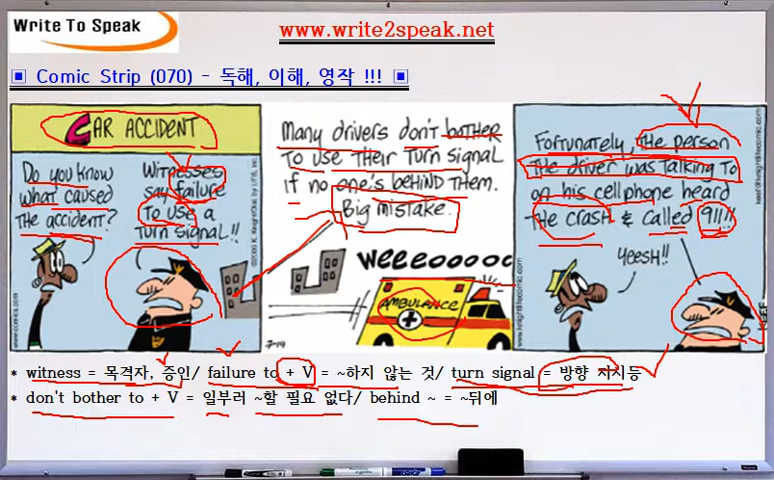 Write To Speak
www.write2speak.net
▣ Comic Strip (070) - 독해, 이해, 영작 !!! ▣
CAR ACCIDENT
Do you know
what caused
the accident?
Witnesses
say failure
to use a
turn signal!!
Many drivers don't bother
to use their turn signal
if no one's behind them.
Big mistake.
Weeeooooc
AMBULANCE
7-14
Fortunately, the person
the driver was talking to
on his cellphone heard
the crash & called 911!!
Yeesh!!
KEEF
* witness = 목격자, 증인/ failure to + V = ~하지 않는 것/ turn signal = 방향 지시등
* don't bother to + V = 일부러 ~할 필요 없다/ behind ~ = ~뒤에